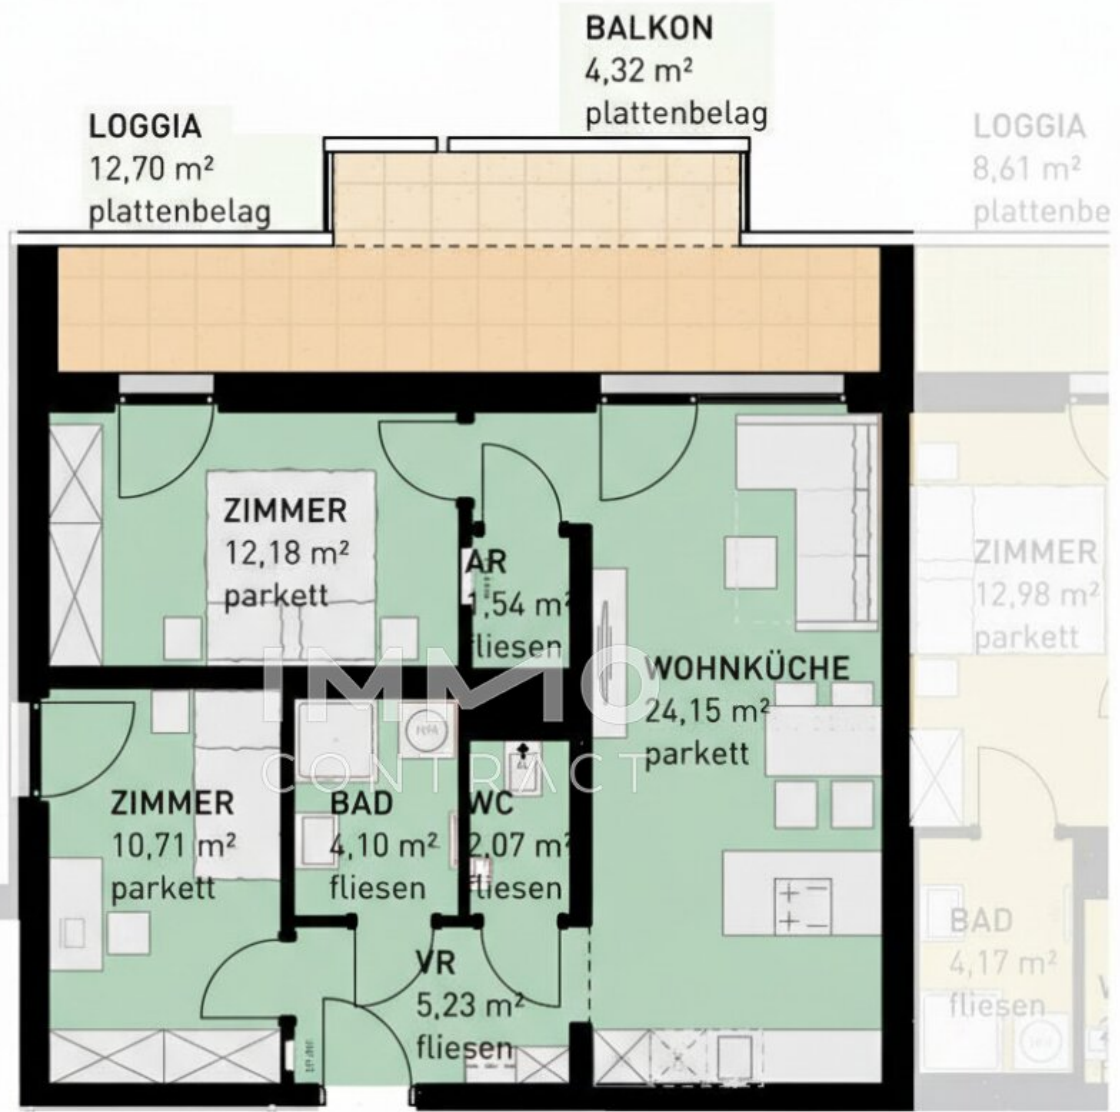 BALKON
4,32 m²
plattenbelag
LOGGIA
12,70 m²
plattenbelag
LOGGIA
8,61 m²
plattenbe
ZIMMER
12,18 m²
parkett
AR
1,54 m²
fliesen
ZIMMER
12,98 m²
parkett
IMMO
CONTRACT
WOHNKÜCHE
24,15 m²
parkett
ZIMMER
10,71 m²
parkett
BAD
4,10 m²
fliesen
WC
2,07 m²
fliesen
VR
5,23 m²
fliesen
BAD
4,17 m²
fliesen